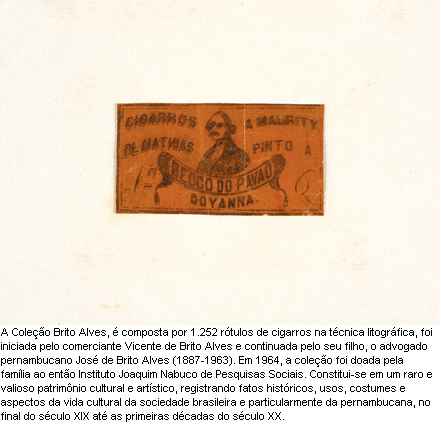 CIGARROS A MAURITY
DE MATHIAS PINTO À
BECCO DO PAVÃO
GOYANNA.
A Coleção Brito Alves, é composta por 1.252 rótulos de cigarros na técnica litográfica, foi
iniciada pelo comerciante Vicente de Brito Alves e continuada pelo seu filho, o advogado
pernambucano José de Brito Alves (1887-1963). Em 1964, a coleção foi doada pela
família ao então Instituto Joaquim Nabuco de Pesquisas Sociais. Constitui-se em um raro e
valioso patrimônio cultural e artístico, registrando fatos históricos, usos, costumes e
aspectos da vida cultural da sociedade brasileira e particularmente da pernambucana, no
final do século XIX até as primeiras décadas do século XX.